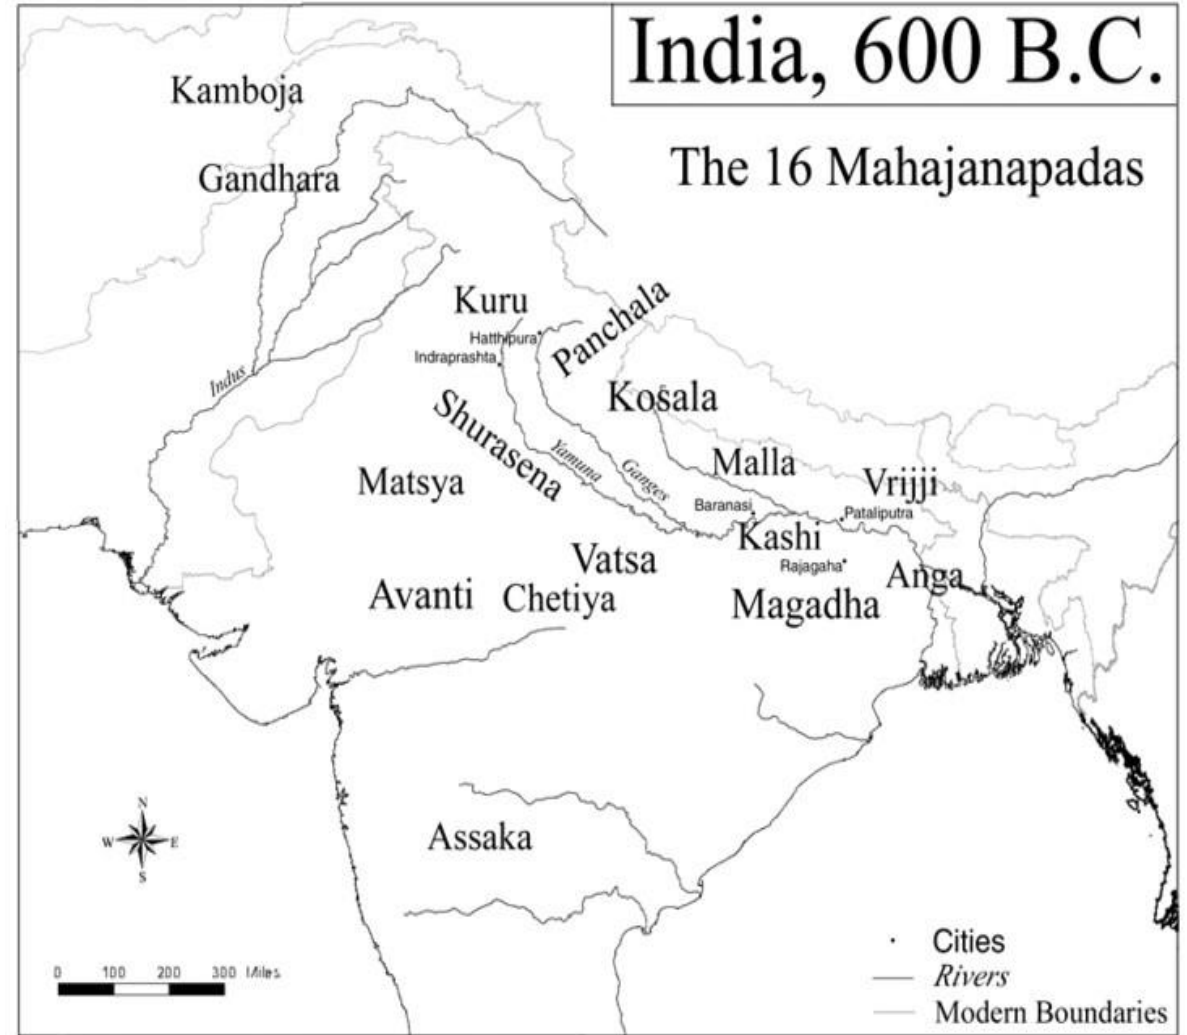 India, 600 B.C.
The 16 Mahajanapadas
Kamboja
Gandhara
Kuru
Panchala
Hatthipura
Indraprashta
Indus
Kosala
Shurasena
Yamuna
Ganges
Malla
Matsya
Vrijji
Baranasi
Pataliputra
Kashi
Vatsa
Rajagaha
Anga
Avanti
Chetiya
Magadha
Assaka
N
W
E
S
0 100 200 300 Miles
Cities
Rivers
Modern Boundaries